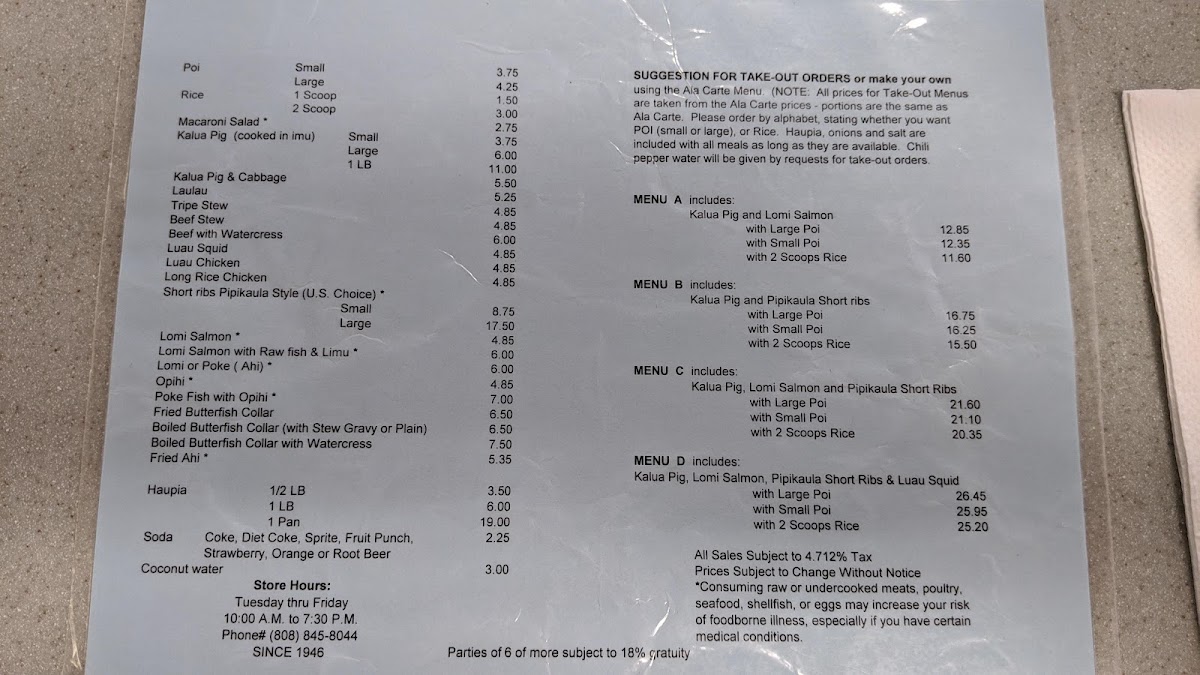 Poi Small 3.75
Large 4.25
Rice 1 Scoop 1.50
2 Scoop 3.00
Macaroni Salad * 2.75
Kalua Pig (cooked in imu) Small 3.75
Large 6.00
1 LB 11.00
Kalua Pig & Cabbage 5.50
Laulau 5.25
Tripe Stew 4.85
Beef Stew 4.85
Beef with Watercress 6.00
Luau Squid 4.85
Luau Chicken 4.85
Long Rice Chicken 4.85
Short ribs Pipikaula Style (U.S. Choice) *
Small 8.75
Large 17.50
Lomi Salmon * 4.85
Lomi Salmon with Raw fish & Limu * 6.00
Lomi or Poke ( Ahi) * 6.00
Opihi * 4.85
Poke Fish with Opihi * 7.00
Fried Butterfish Collar 6.50
Boiled Butterfish Collar (with Stew Gravy or Plain) 6.50
Boiled Butterfish Collar with Watercress 7.50
Fried Ahi * 5.35
Haupia 1/2 LB 3.50
1 LB 6.00
1 Pan 19.00
Soda Coke, Diet Coke, Sprite, Fruit Punch, 2.25
Strawberry, Orange or Root Beer
Coconut water 3.00
Store Hours:
Tuesday thru Friday
10:00 A.M. to 7:30 P.M.
Phone# (808) 845-8044
SINCE 1946
SUGGESTION FOR TAKE-OUT ORDERS or make your own
using the Ala Carte Menu. (NOTE: All prices for Take-Out Menus
are taken from the Ala Carte prices - portions are the same as
Ala Carte. Please order by alphabet, stating whether you want
POI (small or large), or Rice. Haupia, onions and salt are
included with all meals as long as they are available. Chili
pepper water will be given by requests for take-out orders.
MENU A includes:
Kalua Pig and Lomi Salmon
with Large Poi 12.85
with Small Poi 12.35
with 2 Scoops Rice 11.60
MENU B includes:
Kalua Pig and Pipikaula Short ribs
with Large Poi 16.75
with Small Poi 16.25
with 2 Scoops Rice 15.50
MENU C includes:
Kalua Pig, Lomi Salmon and Pipikaula Short Ribs
with Large Poi 21.60
with Small Poi 21.10
with 2 Scoops Rice 20.35
MENU D includes:
Kalua Pig, Lomi Salmon, Pipikaula Short Ribs & Luau Squid
with Large Poi 26.45
with Small Poi 25.95
with 2 Scoops Rice 25.20
All Sales Subject to 4.712% Tax
Prices Subject to Change Without Notice
*Consuming raw or undercooked meats, poultry,
seafood, shellfish, or eggs may increase your risk
of foodborne illness, especially if you have certain
medical conditions.
Parties of 6 of more subject to 18% gratuity